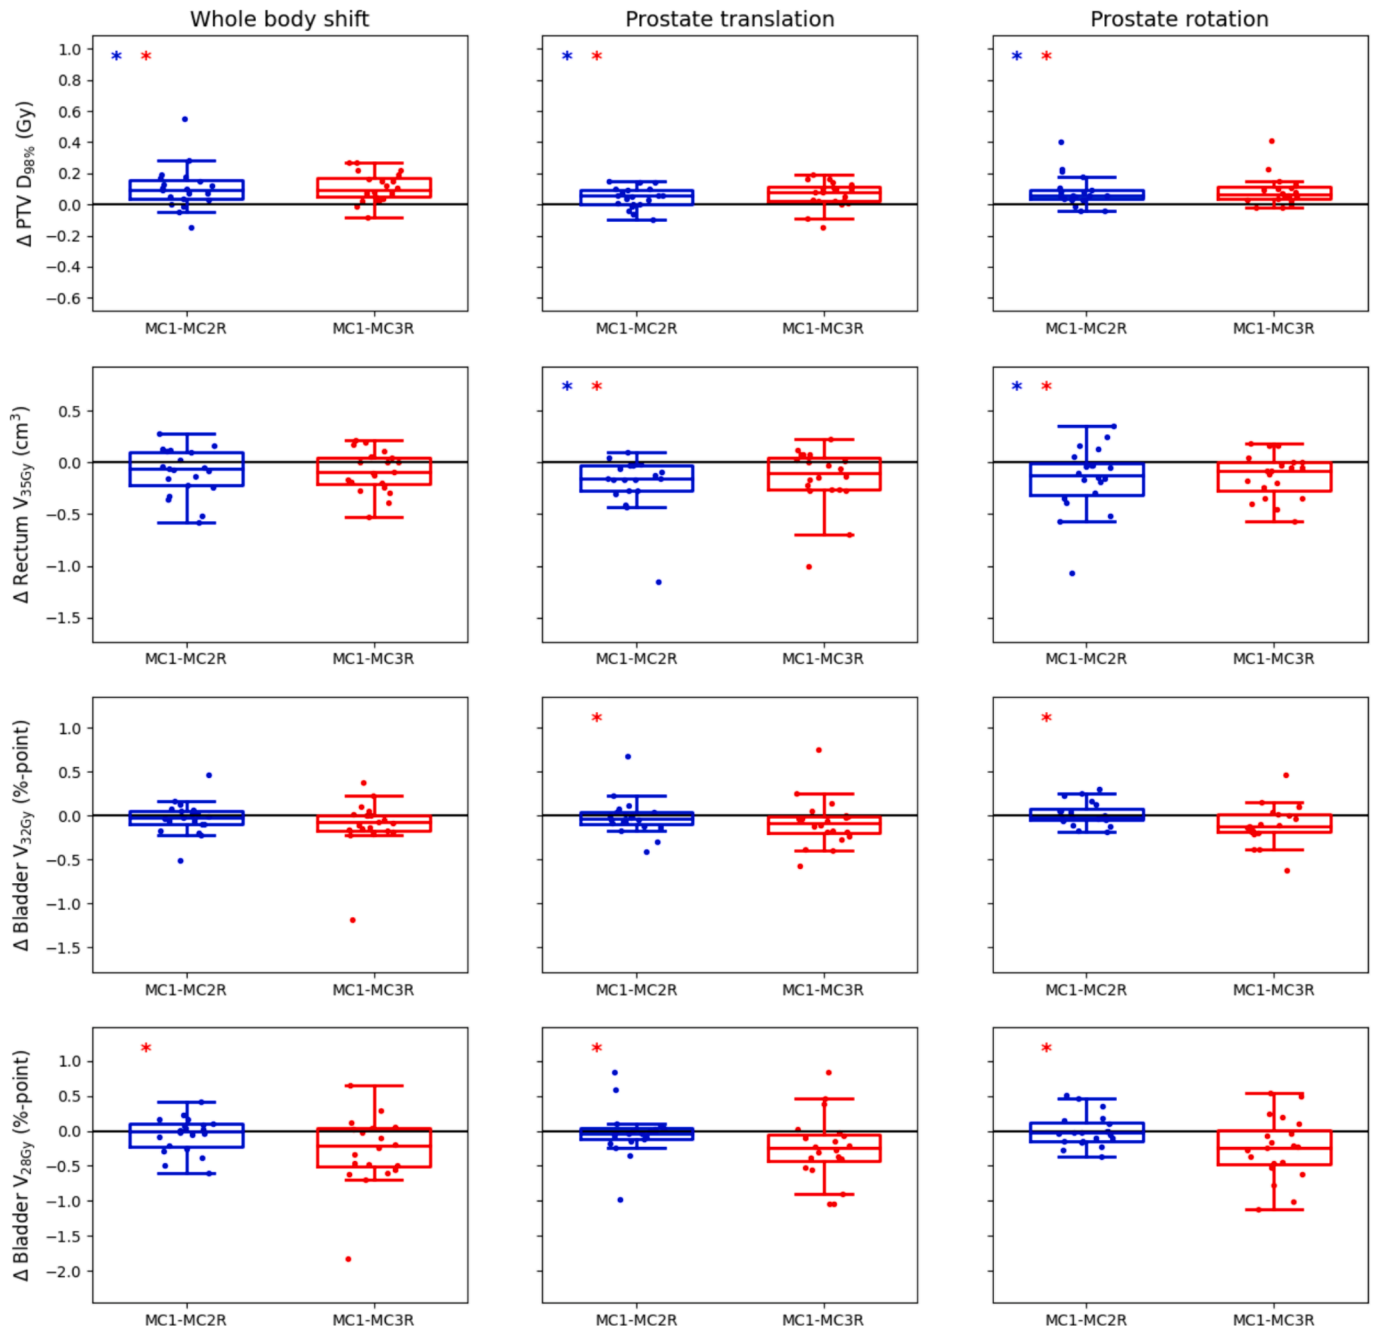 Whole body shift Prostate translation Prostate rotation
* * * * * *
Δ PTV D98% (Gy)
1.0
0.8
0.6
0.4
0.2
0.0
−0.2
−0.4
−0.6
MC1-MC2R MC1-MC3R MC1-MC2R MC1-MC3R MC1-MC2R MC1-MC3R
* * * *
Δ Rectum V35Gy (cm³)
0.5
0.0
−0.5
−1.0
−1.5
MC1-MC2R MC1-MC3R MC1-MC2R MC1-MC3R MC1-MC2R MC1-MC3R
* *
Δ Bladder V32Gy (%-point)
1.0
0.5
0.0
−0.5
−1.0
−1.5
MC1-MC2R MC1-MC3R MC1-MC2R MC1-MC3R MC1-MC2R MC1-MC3R
* * *
Δ Bladder V28Gy (%-point)
1.0
0.5
0.0
−0.5
−1.0
−1.5
−2.0
MC1-MC2R MC1-MC3R MC1-MC2R MC1-MC3R MC1-MC2R MC1-MC3R